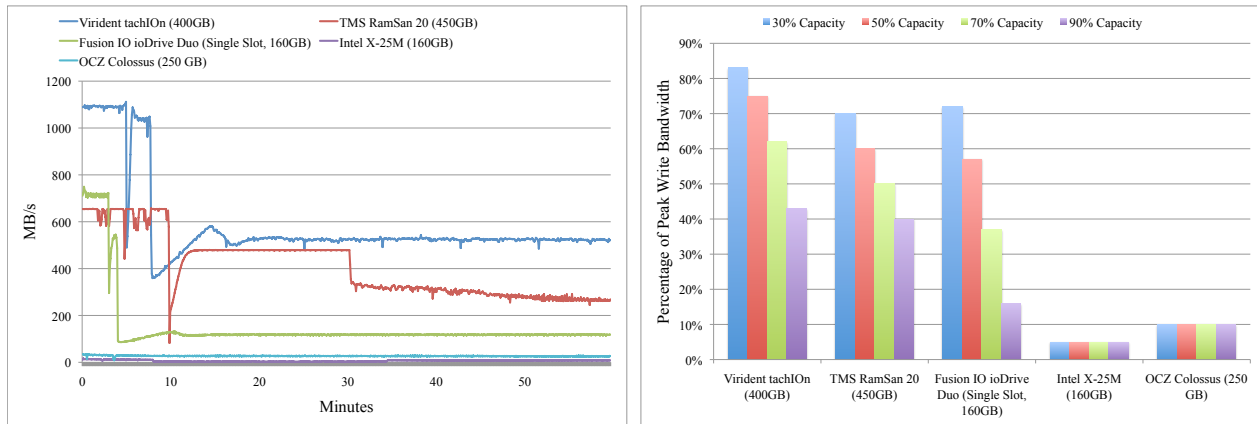 Virident tachIOn (400GB)
TMS RamSan 20 (450GB)
Fusion IO ioDrive Duo (Single Slot, 160GB)
Intel X-25M (160GB)
OCZ Colossus (250 GB)
1200
1000
800
600
400
200
0
MB/s
0
10
20
30
40
50
Minutes
30% Capacity
50% Capacity
70% Capacity
90% Capacity
90%
80%
70%
60%
50%
40%
30%
20%
10%
0%
Percentage of Peak Write Bandwidth
Virident tachIOn
(400GB)
TMS RamSan 20
(450GB)
Fusion IO ioDrive
Duo (Single Slot,
160GB)
Intel X-25M
(160GB)
OCZ Colossus (250
GB)